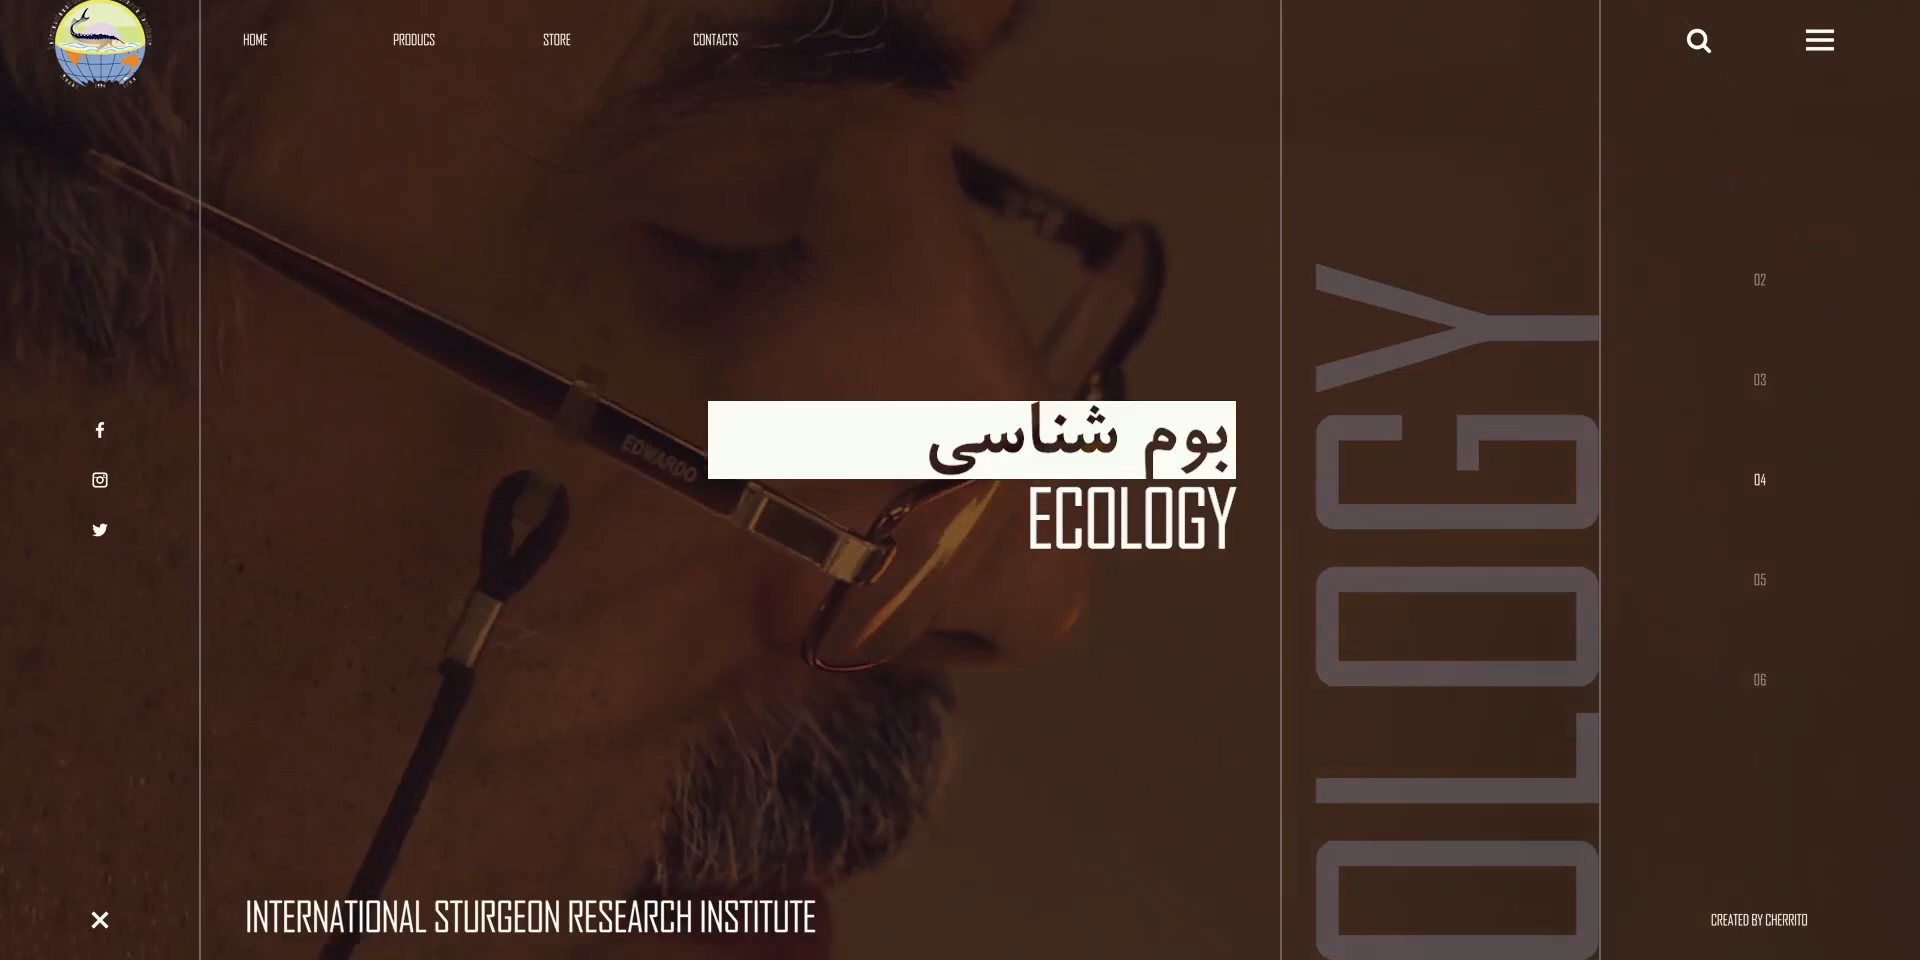 HOME
PRODUCS
STORE
CONTACTS
02
03
EDWARDO
بوم شناسی
ECOLOGY
04
05
06
OLOGY
INTERNATIONAL STURGEON RESEARCH INSTITUTE
CREATED BY CHERRITO